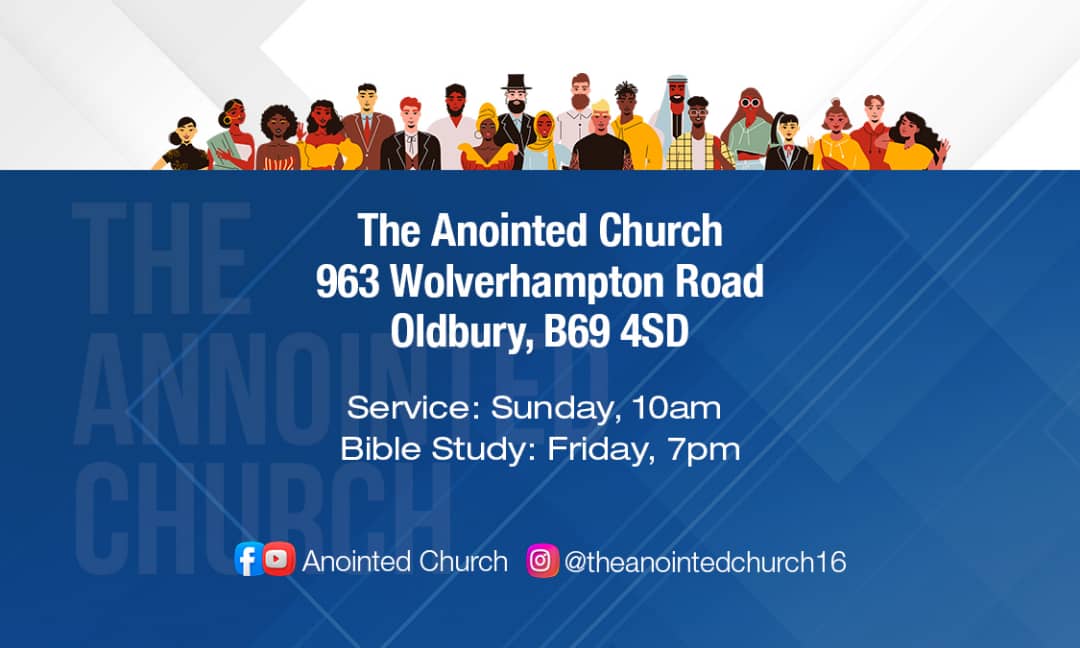 The Anointed Church
963 Wolverhampton Road
Oldbury, B69 4SD
Service: Sunday, 10am
Bible Study: Friday, 7pm
Anointed Church @theanointedchurch16
THE
ANNOINTED
CHURCH